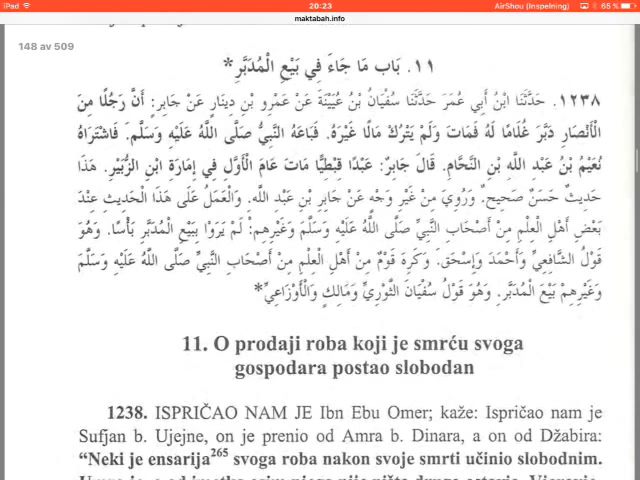 iPad
20:23
AirShou (Inspelning)
65 %
maktabah.info
148 av 509
١١. بَاب مَا جَاءَ فِي بَيْعِ الْمُدَبَّرِ*
١٢٣٨. حَدَّثَنَا ابْنُ أَبِي عُمَرَ حَدَّثَنَا سُفْيَانُ بْنُ عُيَيْنَةَ عَنْ عَمْرِو بْنِ دِينَارٍ عَنْ جَابِرٍ: أَنَّ رَجُلًا مِنَ
الْأَنْصَارِ دَبَّرَ غُلَامًا لَهُ فَمَاتَ وَلَمْ يَتْرُكْ مَالًا غَيْرَهُ. فَبَاعَهُ النَّبِيُّ صَلَّى اللَّهُ عَلَيْهِ وَسَلَّمَ. فَاشْتَرَاهُ
نُعَيْمُ بْنُ عَبْدِ اللَّهِ بْنِ النَّحَّامِ. قَالَ جَابِرٌ: عَبْدًا قِبْطِيًّا مَاتَ عَامَ الْأَوَّلِ فِي إِمَارَةِ ابْنِ الزُّبَيْرِ. هَذَا
حَدِيثٌ حَسَنٌ صَحِيحٌ. وَرُوِيَ مِنْ غَيْرِ وَجْهٍ عَنْ جَابِرِ بْنِ عَبْدِ اللَّهِ. وَالْعَمَلُ عَلَى هَذَا الْحَدِيثِ عِنْدَ
بَعْضِ أَهْلِ الْعِلْمِ مِنْ أَصْحَابِ النَّبِيِّ صَلَّى اللَّهُ عَلَيْهِ وَسَلَّمَ وَغَيْرِهِمْ: لَمْ يَرَوْا بِبَيْعِ الْمُدَبَّرِ بَأْسًا. وَهُوَ
قَوْلُ الشَّافِعِيِّ وَأَحْمَدَ وَإِسْحَقَ. وَكَرِهَ قَوْمٌ مِنْ أَهْلِ الْعِلْمِ مِنْ أَصْحَابِ النَّبِيِّ صَلَّى اللَّهُ عَلَيْهِ وَسَلَّمَ
وَغَيْرِهِمْ بَيْعَ الْمُدَبَّرِ. وَهُوَ قَوْلُ سُفْيَانَ الثَّوْرِيِّ وَمَالِكٍ وَالْأَوْزَاعِيِّ*
11. O prodaji roba koji je smrću svoga
gospodara postao slobodan
1238. ISPRIČAO NAM JE Ibn Ebu Omer; kaže: Ispričao nam je
Sufjan b. Ujejne, on je prenio od Amra b. Dinara, a on od Džabira:
“Neki je ensarija265 svoga roba nakon svoje smrti učinio slobodnim.